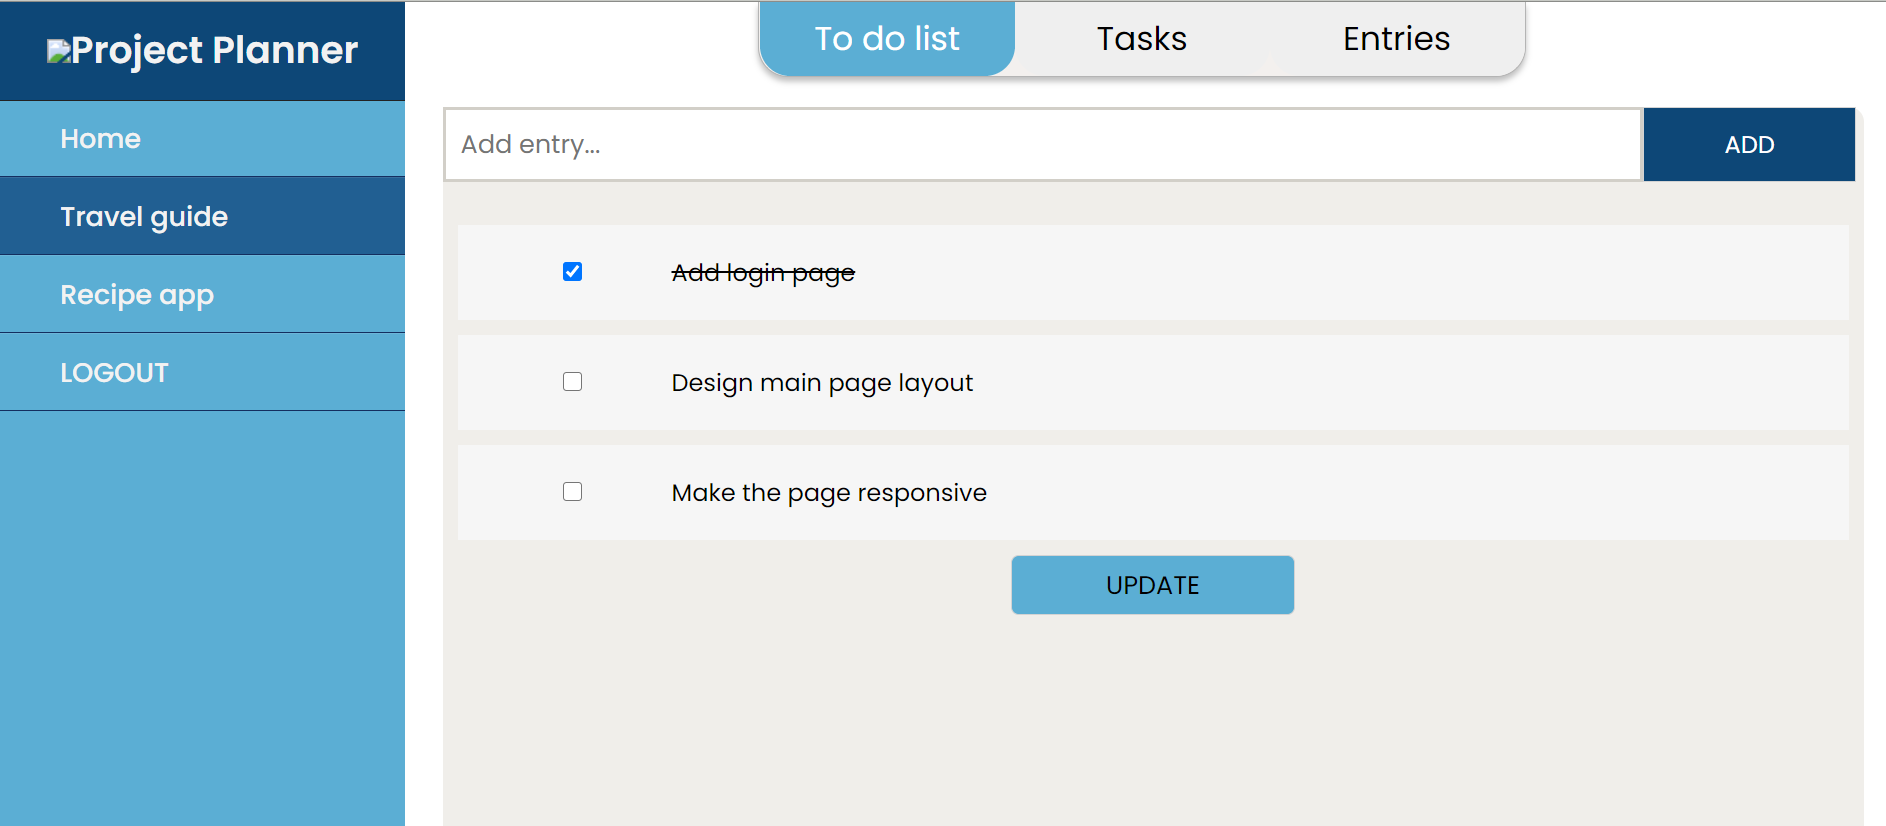 Project Planner
Home
Travel guide
Recipe app
LOGOUT
To do list
Tasks
Entries
Add entry...
ADD
Add login page
Design main page layout
Make the page responsive
UPDATE